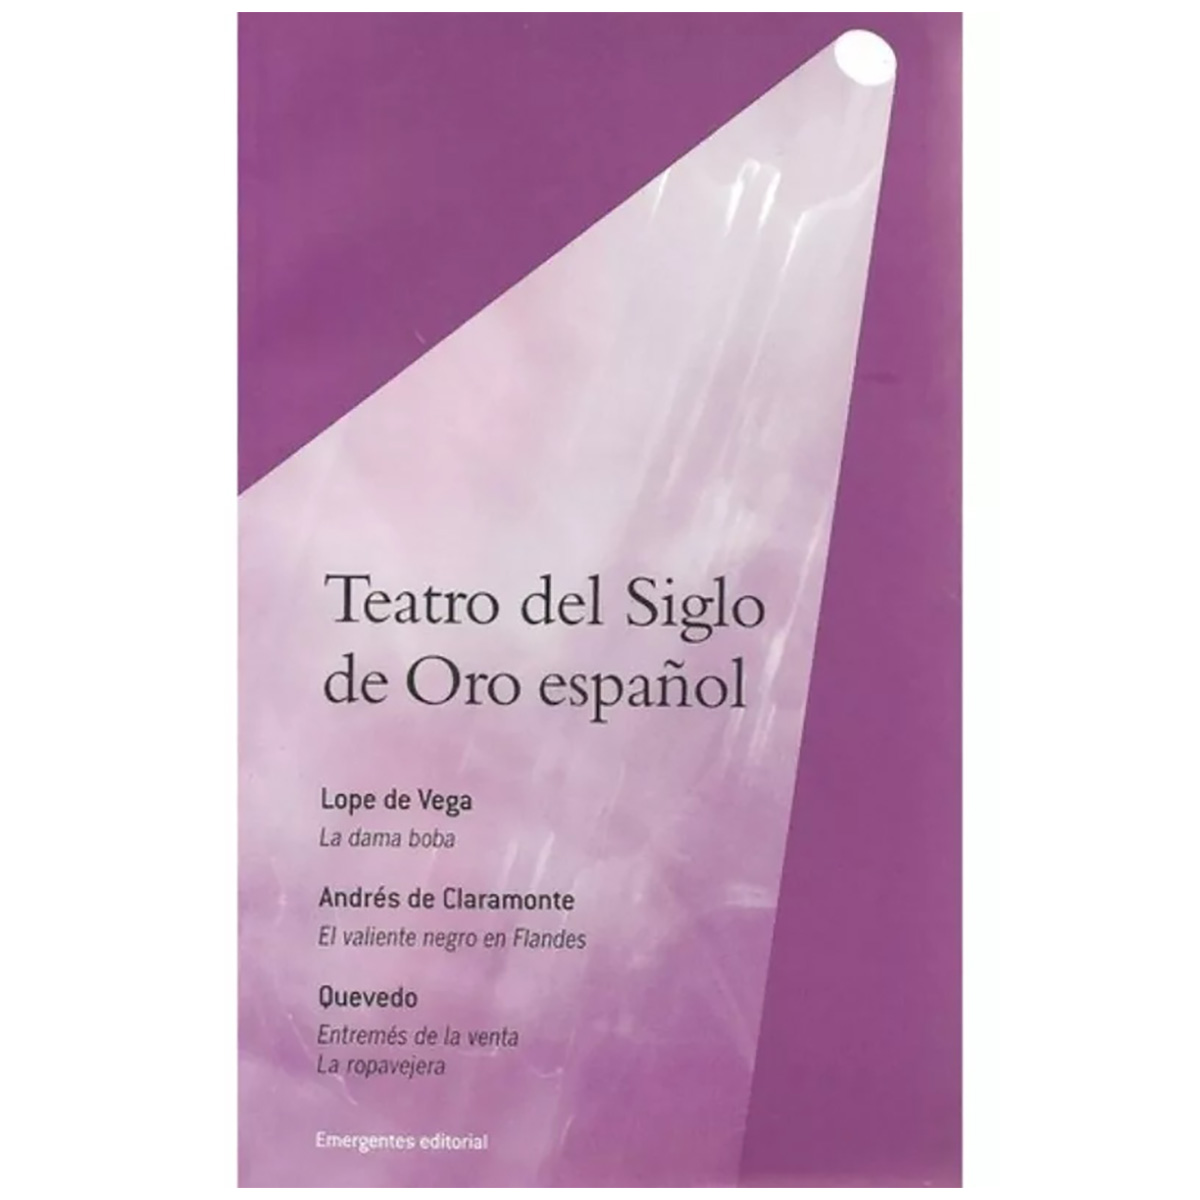 Teatro del Siglo
de Oro español
Lope de Vega
La dama boba
Andrés de Claramonte
El valiente negro en Flandes
Quevedo
Entremés de la venta
La ropavejera
Emergentes editorial